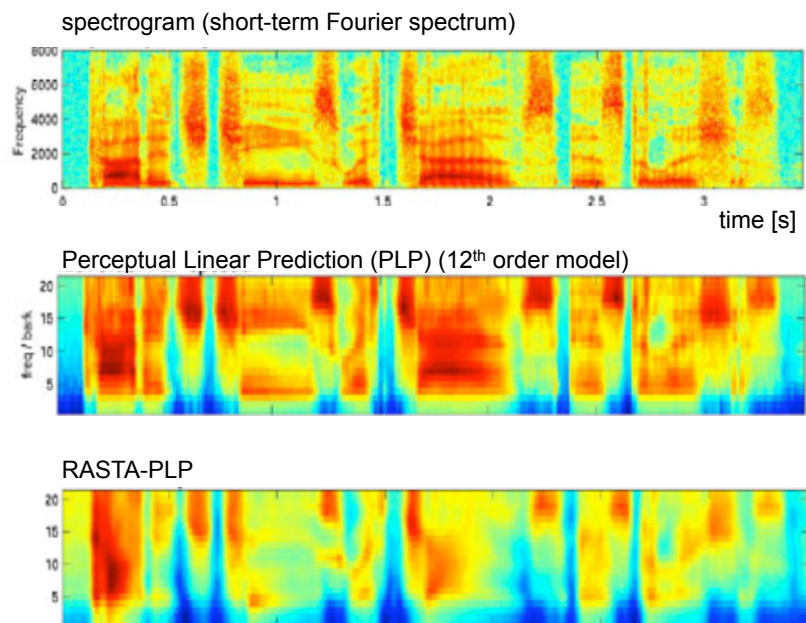 spectrogram (short-term Fourier spectrum)
8000
6000
4000
2000
0
Frequency
0 0.5 1 1.5 2 2.5 3
time [s]
Perceptual Linear Prediction (PLP) (12th order model)
20
15
10
5
freq / bark
RASTA-PLP
20
15
10
5